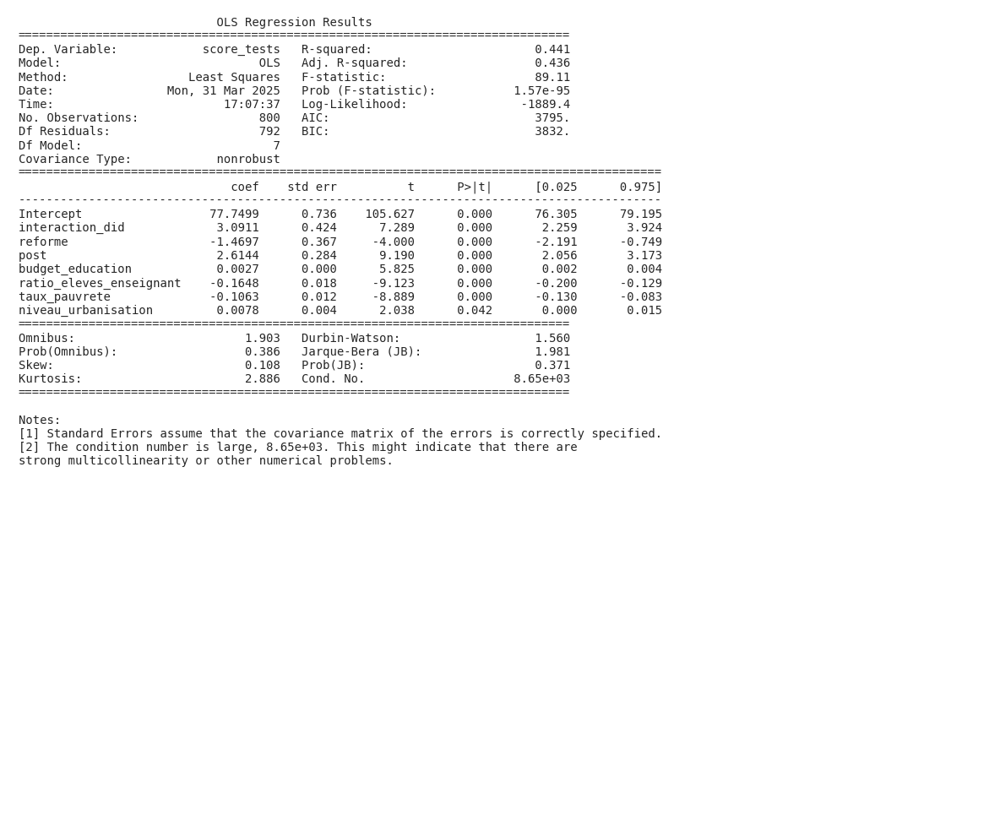 OLS Regression Results
==============================================================================
Dep. Variable:            score_tests   R-squared:                       0.441
Model:                            OLS   Adj. R-squared:                  0.436
Method:                 Least Squares   F-statistic:                     89.11
Date:                Mon, 31 Mar 2025   Prob (F-statistic):           1.57e-95
Time:                        17:07:37   Log-Likelihood:                -1889.4
No. Observations:                 800   AIC:                             3795.
Df Residuals:                     792   BIC:                             3832.
Df Model:                           7
Covariance Type:            nonrobust
===========================================================================================
                              coef    std err          t      P>|t|      [0.025      0.975]
-------------------------------------------------------------------------------------------
Intercept                  77.7499      0.736    105.627      0.000      76.305      79.195
interaction_did             3.0911      0.424      7.289      0.000       2.259       3.924
reforme                    -1.4697      0.367     -4.000      0.000      -2.191      -0.749
post                        2.6144      0.284      9.190      0.000       2.056       3.173
budget_education            0.0027      0.000      5.825      0.000       0.002       0.004
ratio_eleves_enseignant    -0.1648      0.018     -9.123      0.000      -0.200      -0.129
taux_pauvrete              -0.1063      0.012     -8.889      0.000      -0.130      -0.083
niveau_urbanisation         0.0078      0.004      2.038      0.042       0.000       0.015
==============================================================================
Omnibus:                        1.903   Durbin-Watson:                   1.560
Prob(Omnibus):                  0.386   Jarque-Bera (JB):                1.981
Skew:                           0.108   Prob(JB):                        0.371
Kurtosis:                       2.886   Cond. No.                     8.65e+03
==============================================================================
Notes:
[1] Standard Errors assume that the covariance matrix of the errors is correctly specified.
[2] The condition number is large, 8.65e+03. This might indicate that there are
strong multicollinearity or other numerical problems.